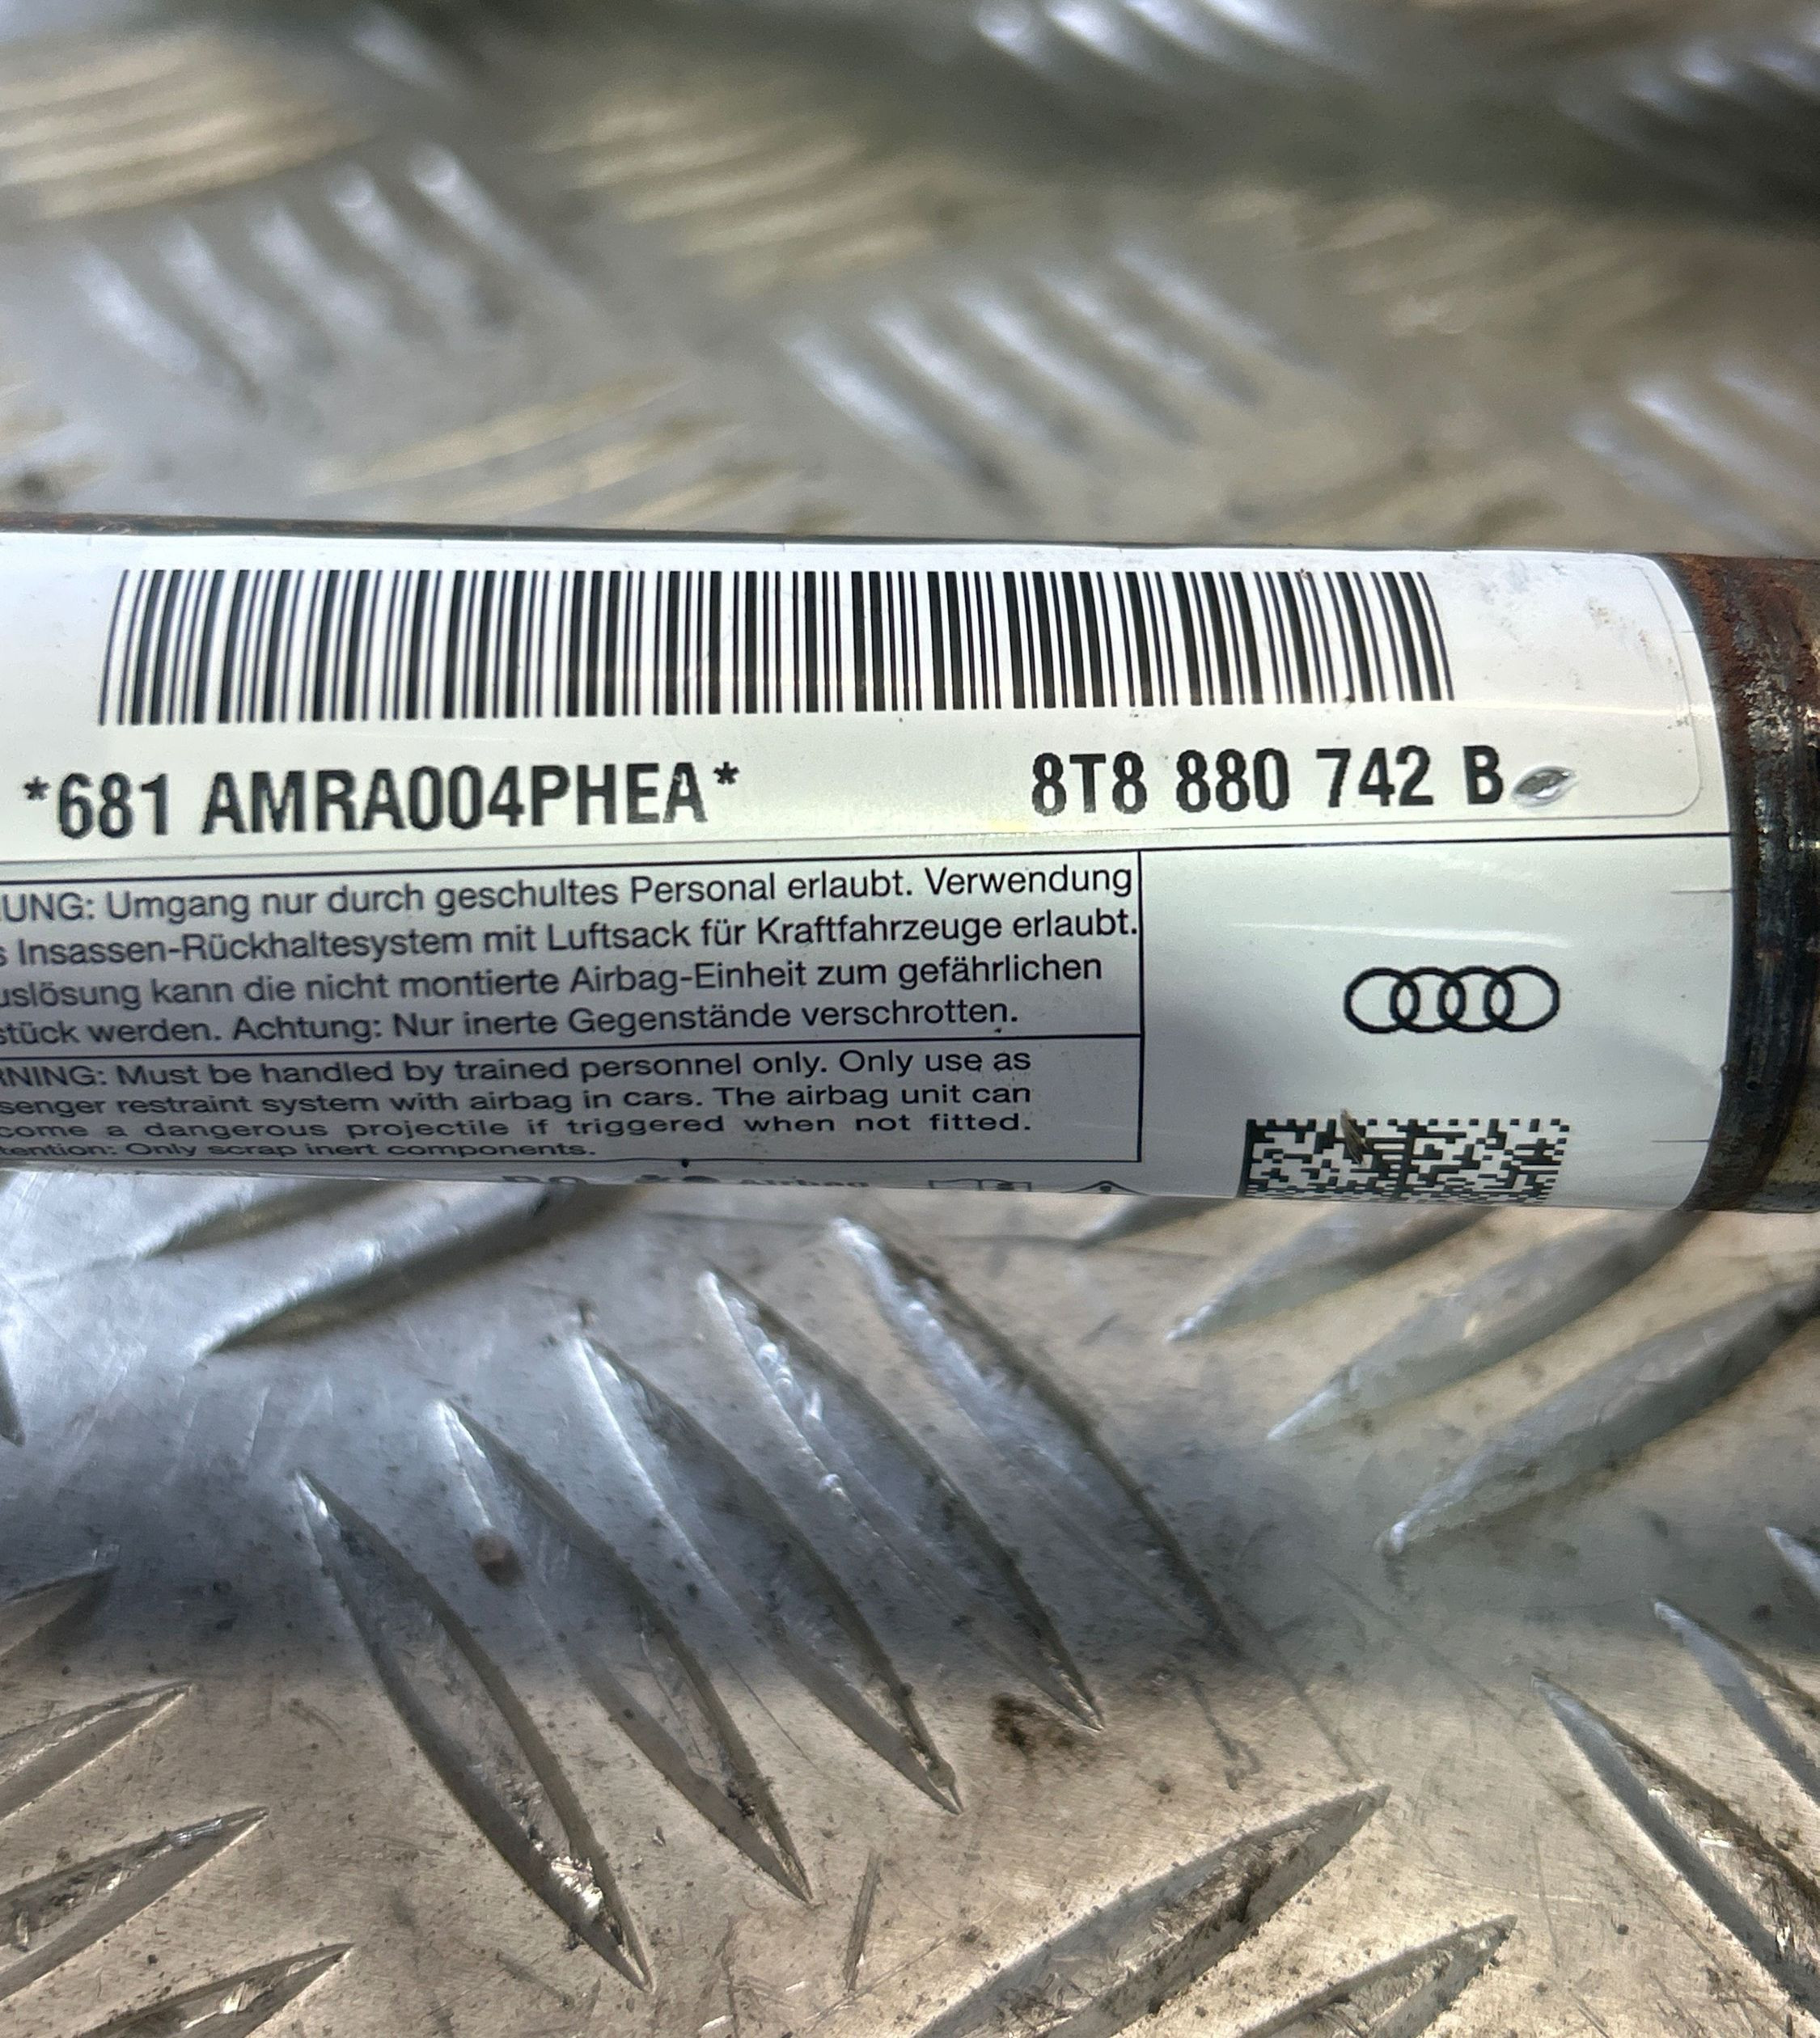 *681 AMRA004PHEA* 8T8 880 742 B
UNG: Umgang nur durch geschultes Personal erlaubt. Verwendung
s Insassen-Rückhaltesystem mit Luftsack für Kraftfahrzeuge erlaubt.
uslösung kann die nicht montierte Airbag-Einheit zum gefährlichen
stück werden. Achtung: Nur inerte Gegenstände verschrotten.
RNING: Must be handled by trained personnel only. Only use as
senger restraint system with airbag in cars. The airbag unit can
come a dangerous projectile if triggered when not fitted.
tention: Only scrap inert components.
Airbag